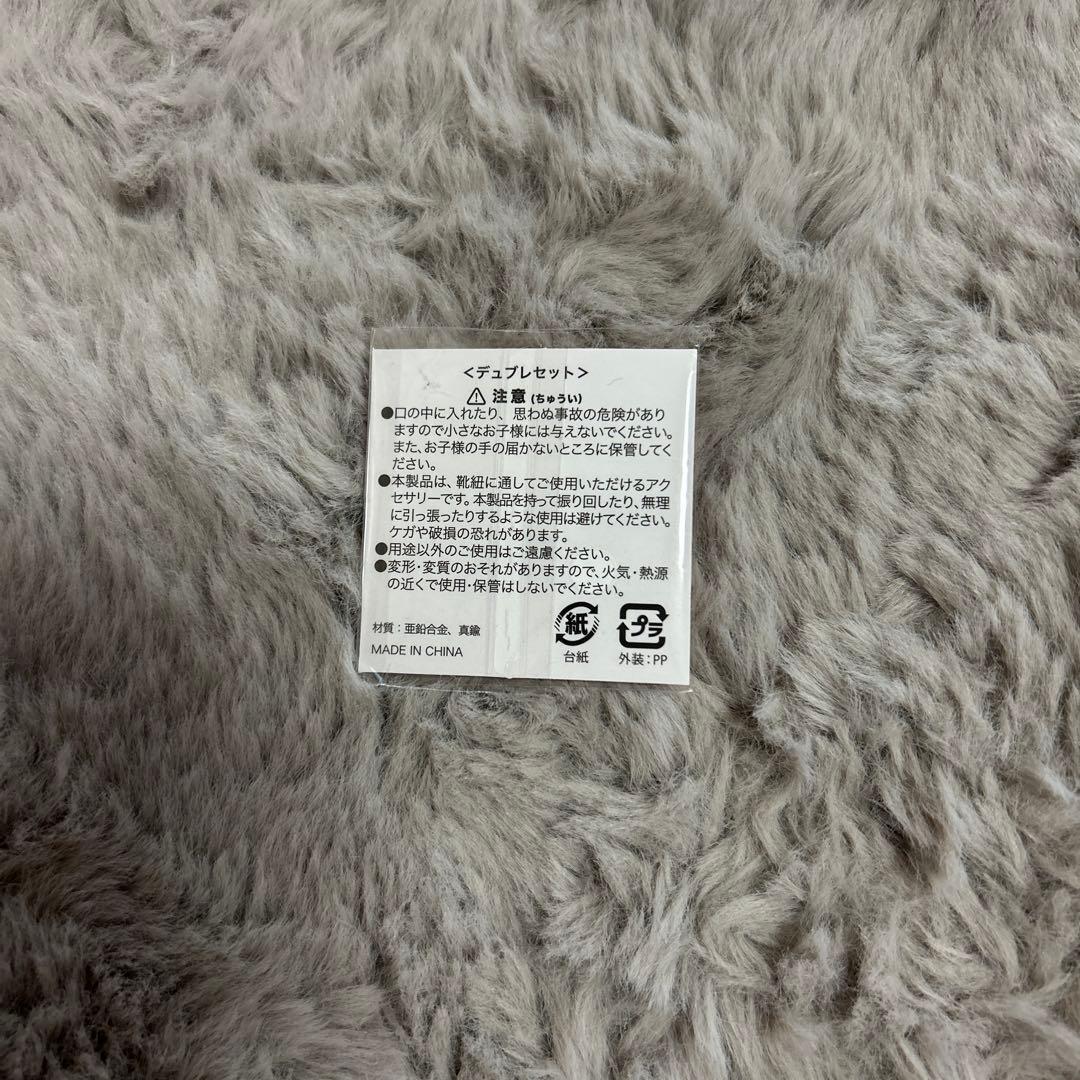 <デュブレセット>
⚠ 注意(ちゅうい)
●口の中に入れたり、思わぬ事故の危険があり
ますので小さなお子様には与えないでください。
また、お子様の手の届かないところに保管してく
ださい。
●本製品は、靴紐に通してご使用いただけるアク
セサリーです。本製品を持って振り回したり、無理
に引っ張ったりするような使用は避けてください。
ケガや破損の恐れがあります。
●用途以外のご使用はご遠慮ください。
●変形・変質のおそれがありますので、火気・熱源
の近くで使用・保管はしないでください。
紙
プラ
材質:亜鉛合金、真鍮
台紙
外装:PP
MADE IN CHINA